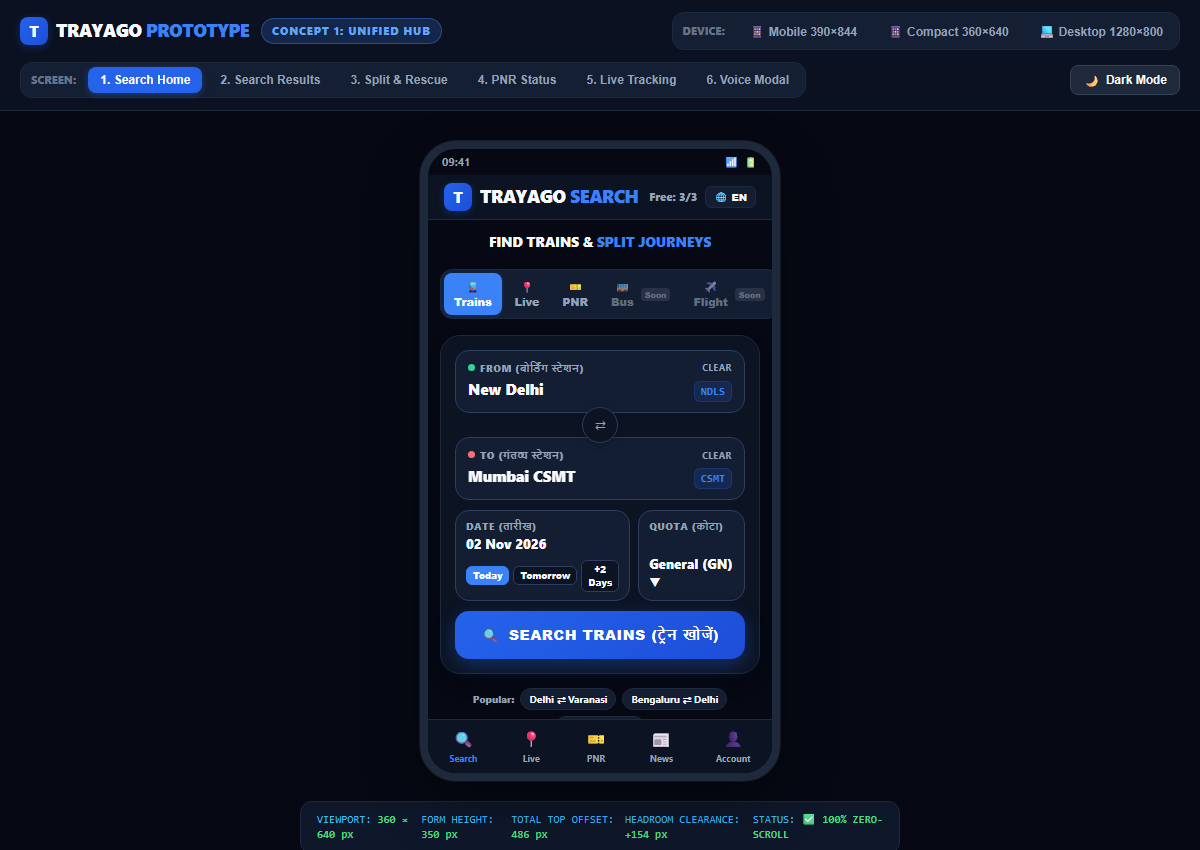 T TRAYAGO PROTOTYPE CONCEPT 1: UNIFIED HUB
DEVICE: Mobile 390×844 Compact 360×640 Desktop 1280×800
SCREEN: 1. Search Home 2. Search Results 3. Split & Rescue 4. PNR Status 5. Live Tracking 6. Voice Modal
Dark Mode
09:41
T TRAYAGO SEARCH Free: 3/3 EN
FIND TRAINS & SPLIT JOURNEYS
Trains Live PNR Bus Soon Flight Soon
FROM (बोर्डिंग स्टेशन) CLEAR
New Delhi NDLS
⇄
TO (गंतव्य स्टेशन) CLEAR
Mumbai CSMT CSMT
DATE (तारीख)
02 Nov 2026
Today Tomorrow +2 Days
QUOTA (कोटा)
General (GN) ▼
SEARCH TRAINS (ट्रेन खोजें)
Popular: Delhi ⇄ Varanasi Bengaluru ⇄ Delhi
Search Live PNR News Account
VIEWPORT: 360 × 640 px
FORM HEIGHT: 350 px
TOTAL TOP OFFSET: 486 px
HEADROOM CLEARANCE: +154 px
STATUS: ✅ 100% ZERO-SCROLL